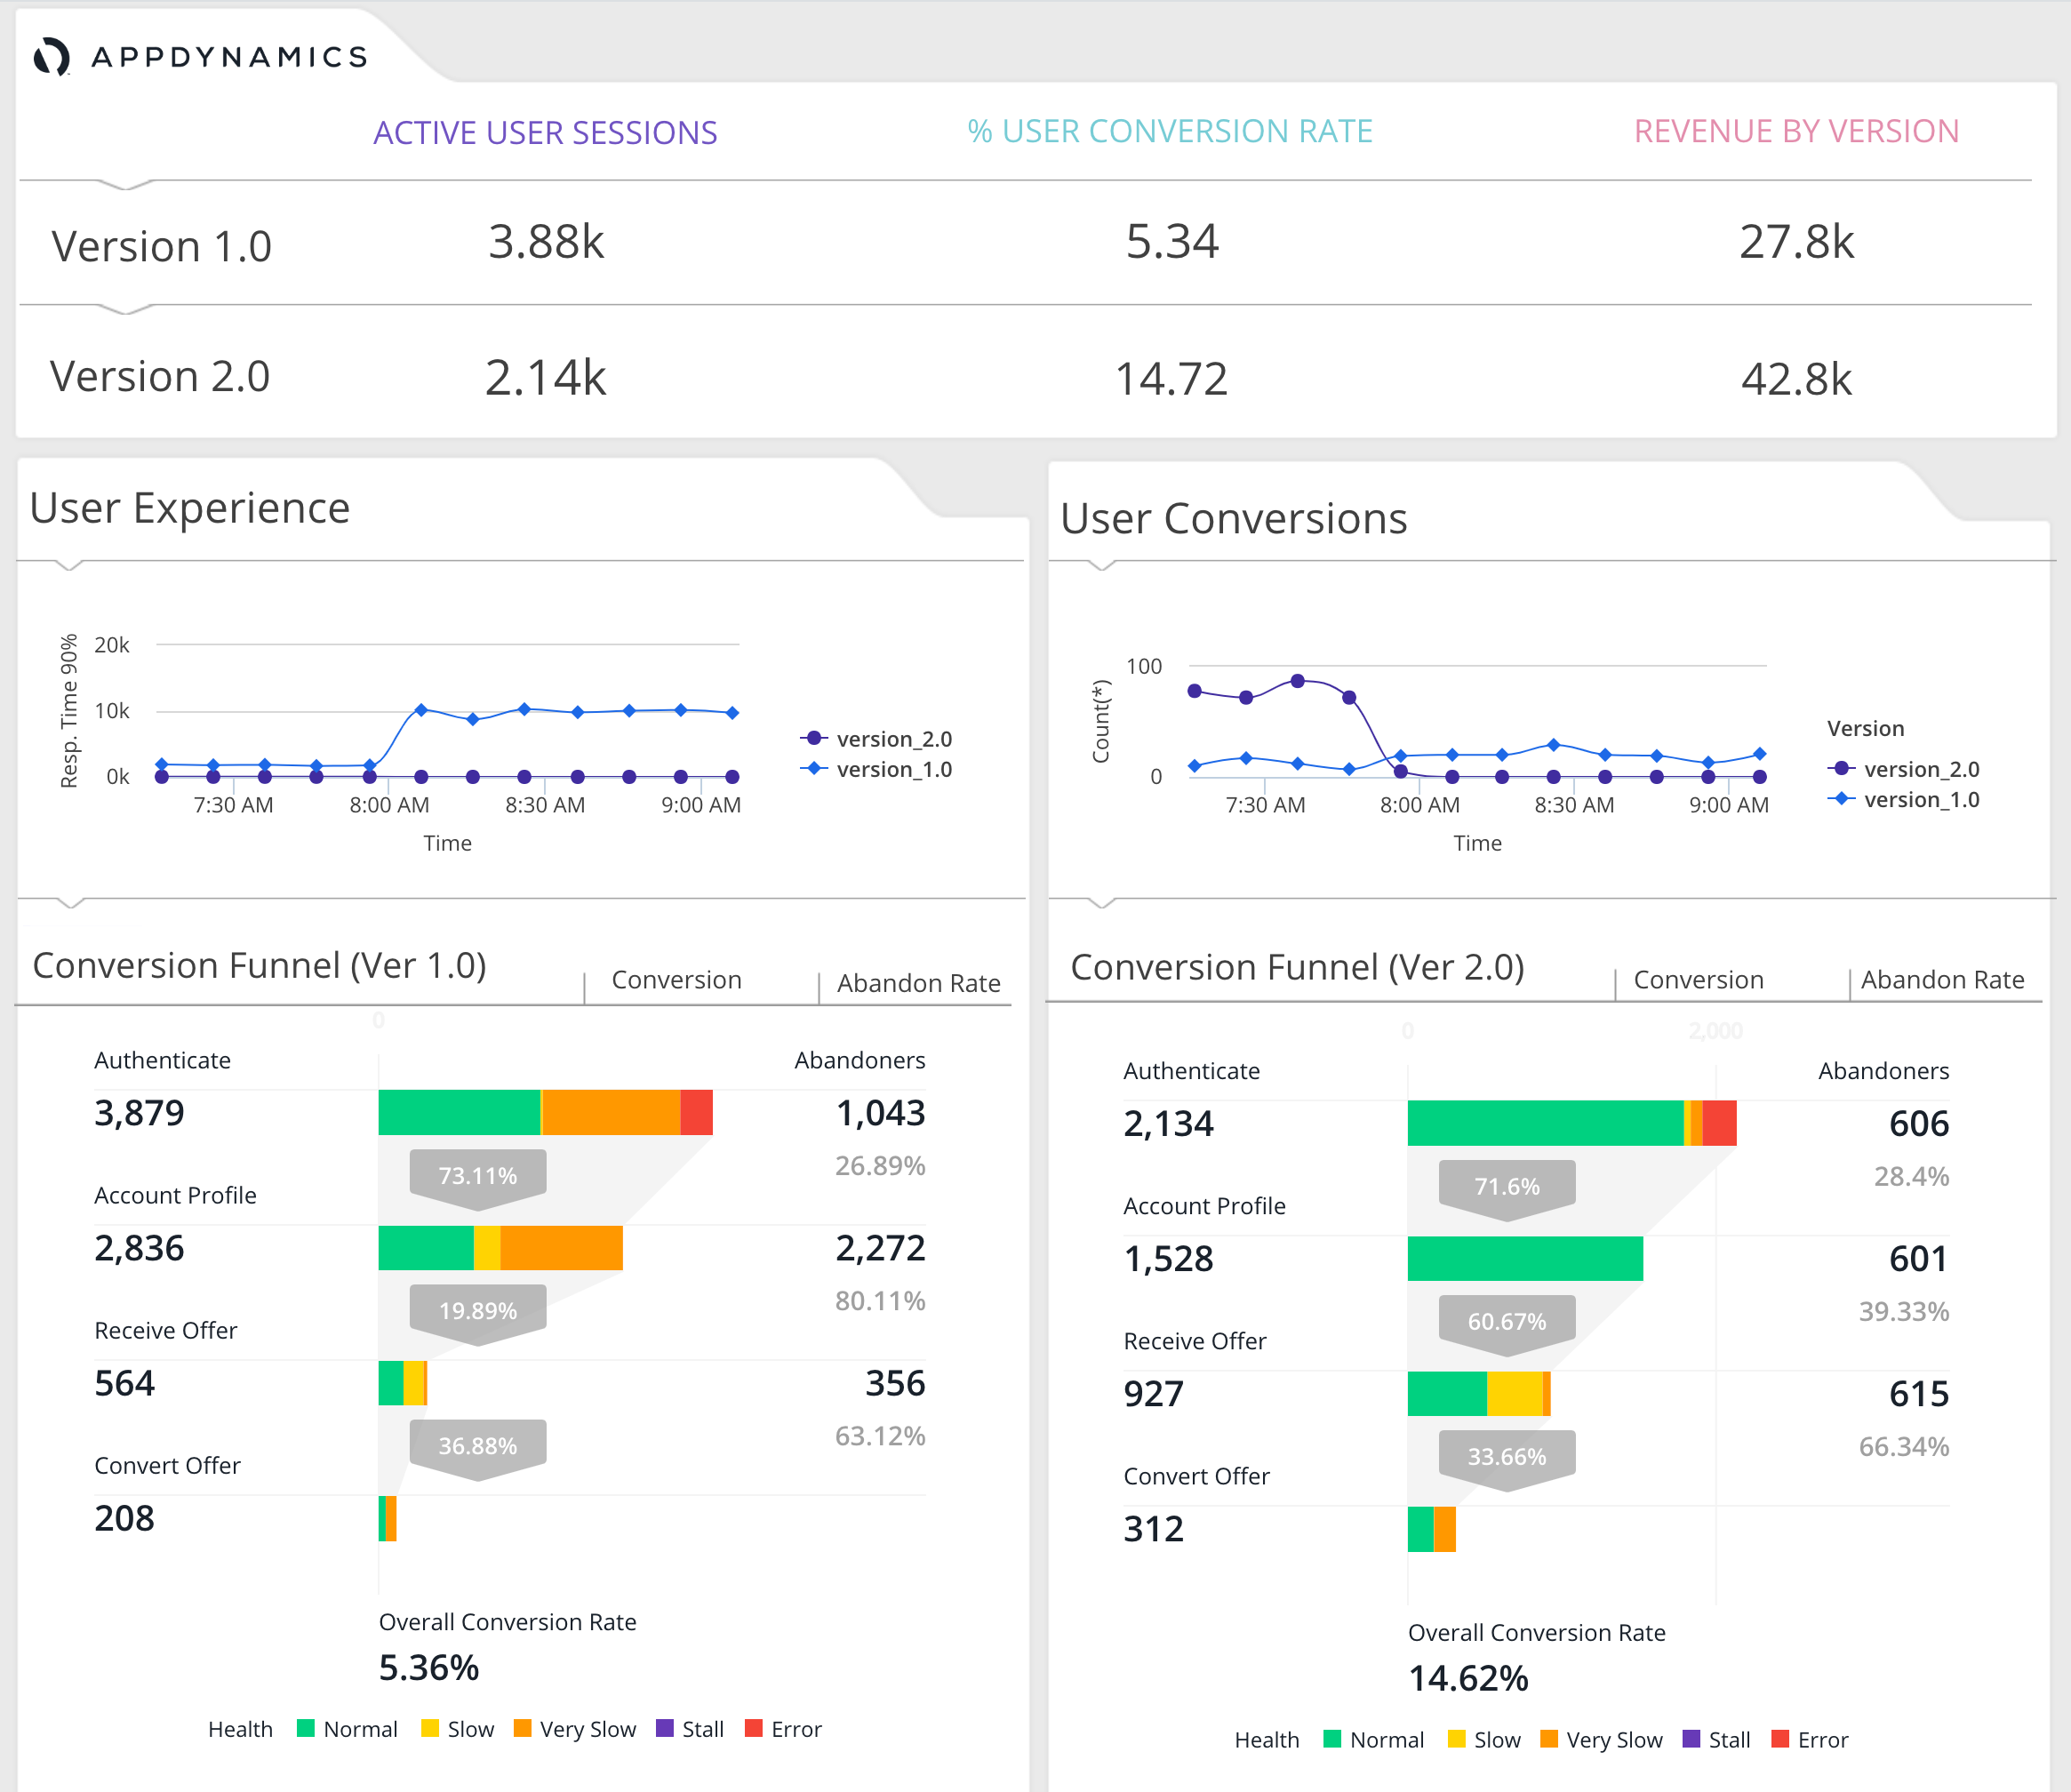 APPDYNAMICS
ACTIVE USER SESSIONS % USER CONVERSION RATE REVENUE BY VERSION
Version 1.0 3.88k 5.34 27.8k
Version 2.0 2.14k 14.72 42.8k
User Experience
Resp. Time 90%
20k
10k
0k
7:30 AM 8:00 AM 8:30 AM 9:00 AM
Time
version_2.0
version_1.0
User Conversions
Count(*)
100
0
7:30 AM 8:00 AM 8:30 AM 9:00 AM
Time
Version
version_2.0
version_1.0
Conversion Funnel (Ver 1.0) Conversion Abandon Rate
0
Authenticate Abandoners
3,879 1,043
73.11% 26.89%
Account Profile
2,836 2,272
19.89% 80.11%
Receive Offer
564 356
36.88% 63.12%
Convert Offer
208
Overall Conversion Rate
5.36%
Health Normal Slow Very Slow Stall Error
Conversion Funnel (Ver 2.0) Conversion Abandon Rate
0 2,000
Authenticate Abandoners
2,134 606
71.6% 28.4%
Account Profile
1,528 601
60.67% 39.33%
Receive Offer
927 615
33.66% 66.34%
Convert Offer
312
Overall Conversion Rate
14.62%
Health Normal Slow Very Slow Stall Error